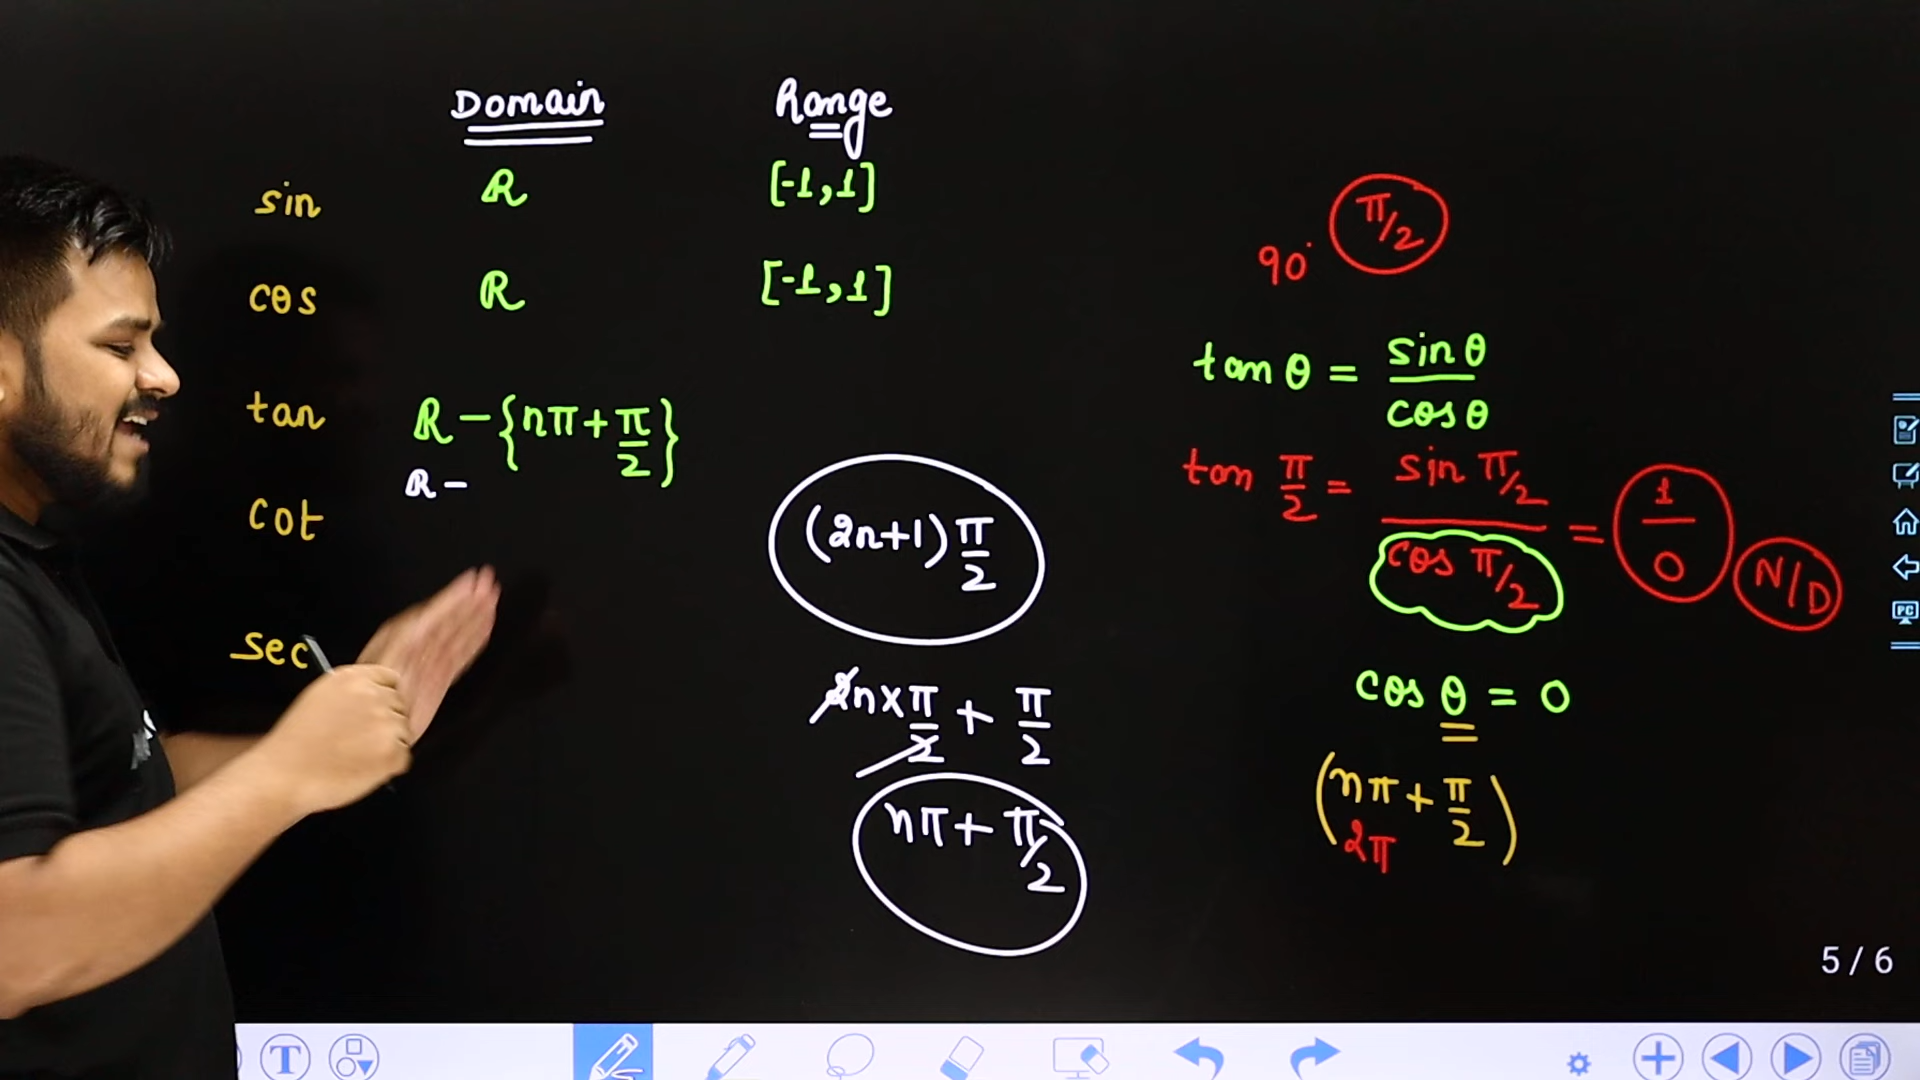 Domain Range
sin R [-1,1]
cos R [-1,1]
tan R - {nπ + π/2}
R -
cot
sec
(2n+1) π/2
2n x π/2 + π/2
nπ + π/2
90° π/2
tan θ = sin θ / cos θ
tan π/2 = sin π/2 / cos π/2 = 1/0 N/D
cos θ = 0
(nπ + π/2)
2π
5 / 6
T
PC